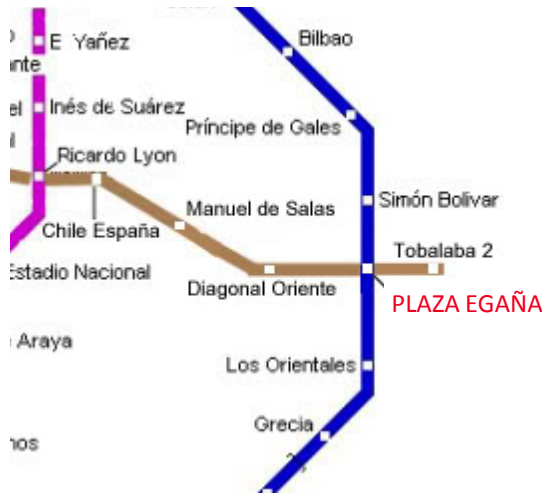 Bilbao
E Yañez
ante
el
Inés de Suárez
Príncipe de Gales
Ricardo Lyon
Simón Bolivar
Manuel de Salas
Chile España
Tobalaba 2
Estadio Nacional
Diagonal Oriente
PLAZA EGAÑA
Araya
Los Orientales
Grecia
nos